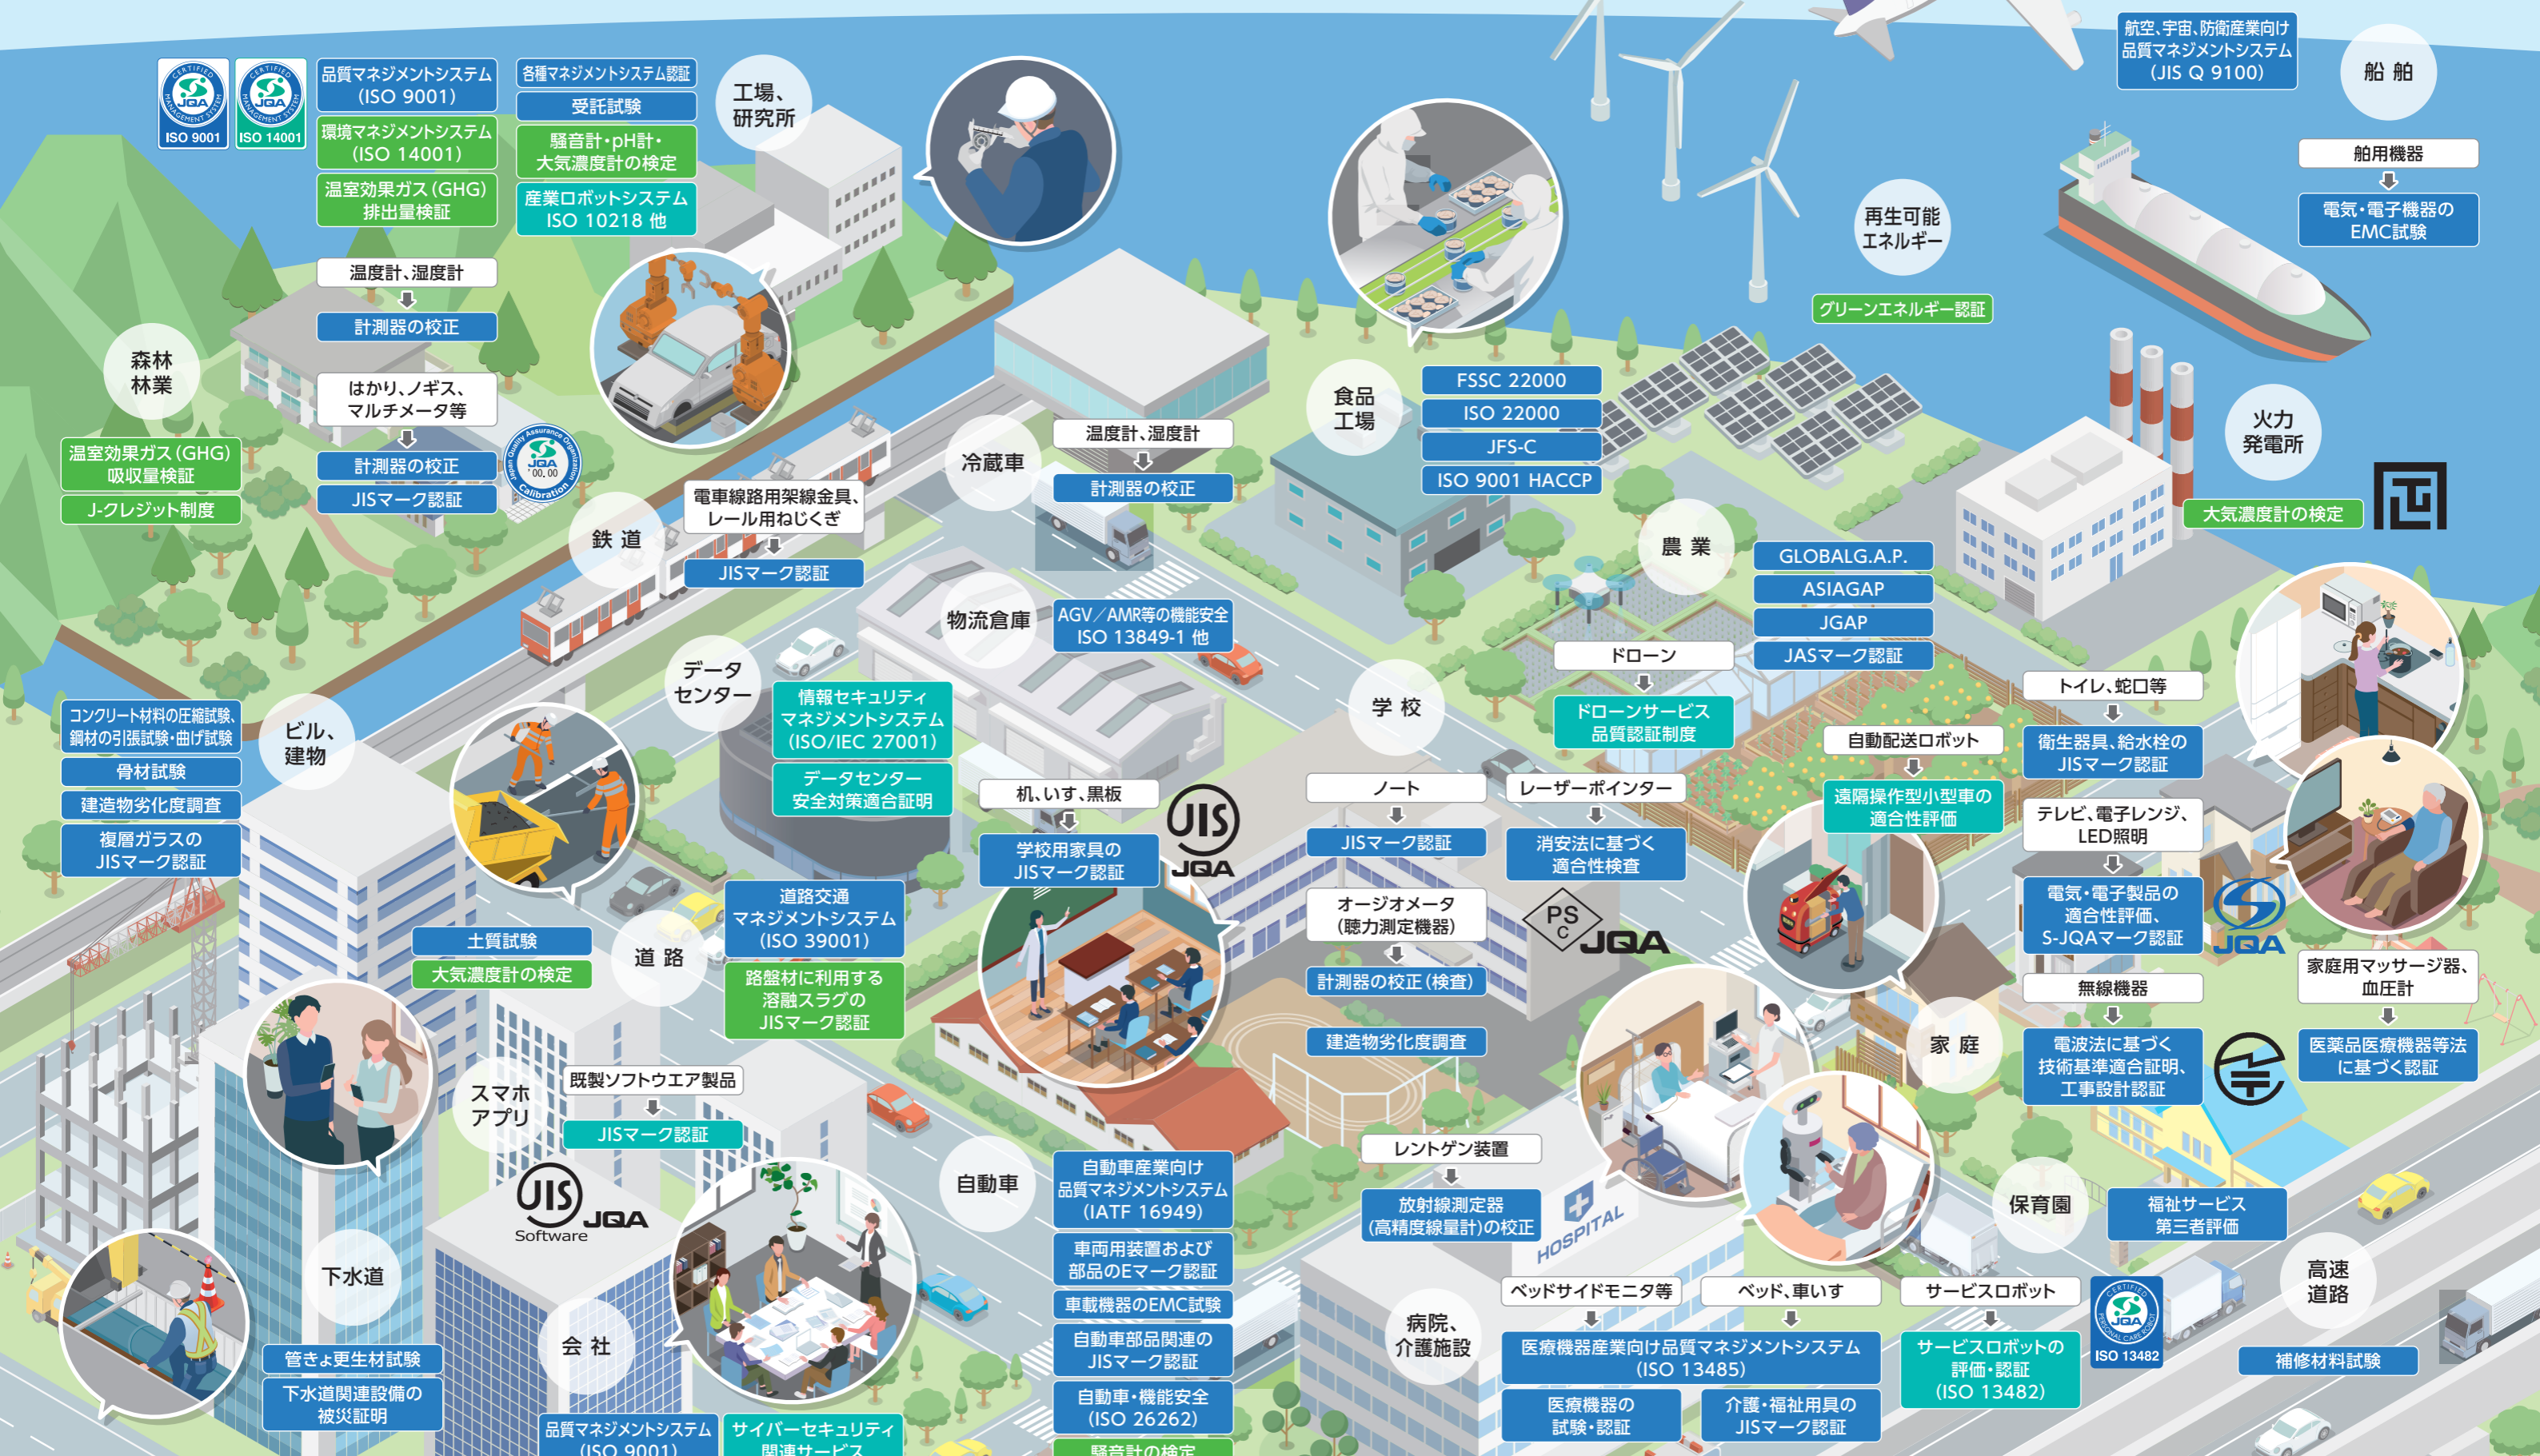 CERTIFIED
JQA
MANAGEMENT SYSTEM
ISO 9001
CERTIFIED
JQA
MANAGEMENT SYSTEM
ISO 14001
品質マネジメントシステム
(ISO 9001)
環境マネジメントシステム
(ISO 14001)
温室効果ガス(GHG)
排出量検証
各種マネジメントシステム認証
受託試験
騒音計・pH計・
大気濃度計の検定
産業ロボットシステム
ISO 10218 他
工場、
研究所
航空、宇宙、防衛産業向け
品質マネジメントシステム
(JIS Q 9100)
船舶
舶用機器
電気・電子機器の
EMC試験
再生可能
エネルギー
グリーンエネルギー認証
温度計、湿度計
計測器の校正
はかり、ノギス、
マルチメータ等
計測器の校正
JISマーク認証
Japan Quality Assurance Organization
JQA
'00.00
Calibration
森林
林業
温室効果ガス(GHG)
吸収量検証
J-クレジット制度
鉄道
電車線路用架線金具、
レール用ねじくぎ
JISマーク認証
冷蔵車
温度計、湿度計
計測器の校正
食品
工場
FSSC 22000
ISO 22000
JFS-C
ISO 9001 HACCP
火力
発電所
大気濃度計の検定
農業
GLOBALG.A.P.
ASIAGAP
JGAP
JASマーク認証
物流倉庫
AGV／AMR等の機能安全
ISO 13849-1 他
データ
センター
情報セキュリティ
マネジメントシステム
(ISO/IEC 27001)
データセンター
安全対策適合証明
ドローン
ドローンサービス
品質認証制度
自動配送ロボット
遠隔操作型小型車の
適合性評価
トイレ、蛇口等
衛生器具、給水栓の
JISマーク認証
テレビ、電子レンジ、
LED照明
電気・電子製品の
適合性評価、
S-JQAマーク認証
JQA
無線機器
電波法に基づく
技術基準適合証明、
工事設計認証
家庭用マッサージ器、
血圧計
医薬品医療機器等法
に基づく認証
家庭
コンクリート材料の圧縮試験、
鋼材の引張試験・曲げ試験
骨材試験
建造物劣化度調査
複層ガラスの
JISマーク認証
ビル、
建物
学校
机、いす、黒板
学校用家具の
JISマーク認証
JIS
JQA
ノート
JISマーク認証
オージオメータ
(聴力測定機器)
計測器の校正(検査)
建造物劣化度調査
レーザーポインター
消安法に基づく
適合性検査
PS
C
JQA
土質試験
大気濃度計の検定
道路
道路交通
マネジメントシステム
(ISO 39001)
路盤材に利用する
溶融スラグの
JISマーク認証
スマホ
アプリ
既製ソフトウエア製品
JISマーク認証
JIS
JQA
Software
自動車
自動車産業向け
品質マネジメントシステム
(IATF 16949)
車両用装置および
部品のEマーク認証
車載機器のEMC試験
自動車部品関連の
JISマーク認証
自動車・機能安全
(ISO 26262)
騒音計の検定
下水道
管きょ更生材試験
下水道関連設備の
被災証明
会社
品質マネジメントシステム
(ISO 9001)
サイバーセキュリティ
関連サービス
レントゲン装置
放射線測定器
(高精度線量計)の校正
HOSPITAL
病院、
介護施設
ベッドサイドモニタ等
ベッド、車いす
医療機器産業向け品質マネジメントシステム
(ISO 13485)
医療機器の
試験・認証
介護・福祉用具の
JISマーク認証
サービスロボット
サービスロボットの
評価・認証
(ISO 13482)
CERTIFIED
JQA
PERSONAL CARE ROBOT
ISO 13482
保育園
福祉サービス
第三者評価
高速
道路
補修材料試験